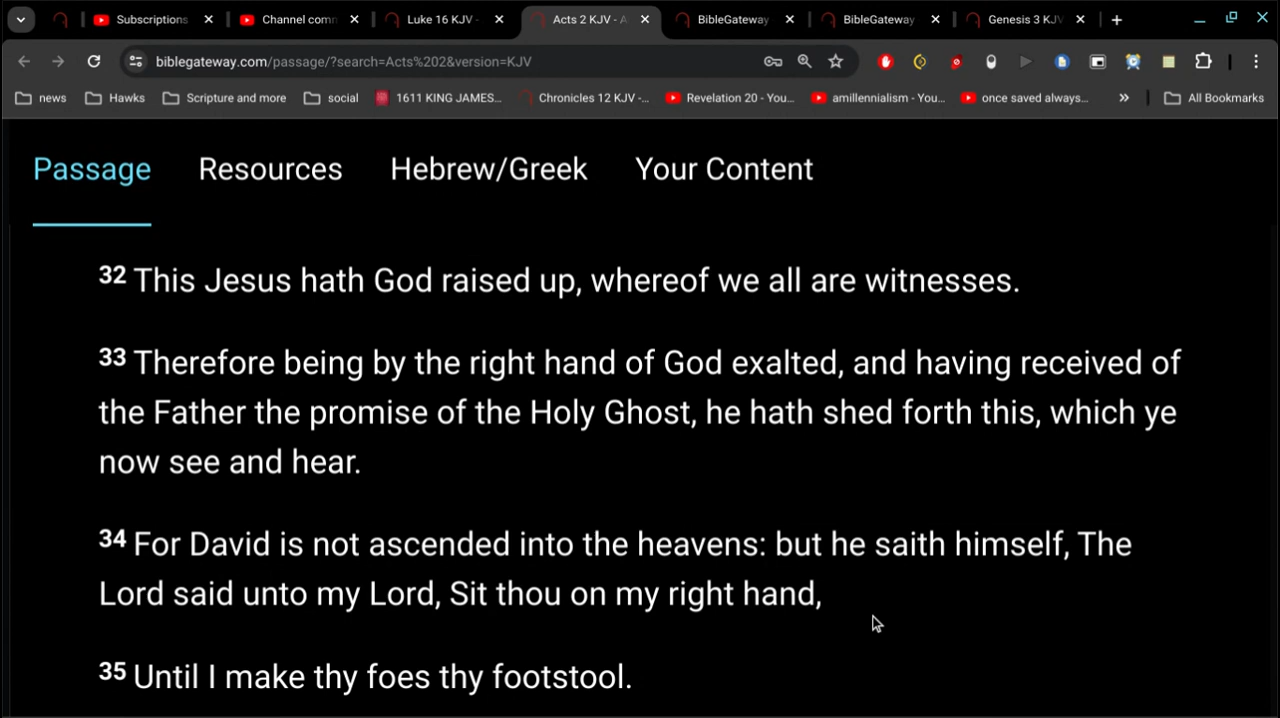 Subscriptions
Channel com
Luke 16 KJV -
Acts 2 KJV - A
BibleGateway
BibleGateway
Genesis 3 KJV
biblegateway.com/passage/?search=Acts%202&version=KJV
news
Hawks
Scripture and more
social
1611 KING JAMES...
Chronicles 12 KJV -...
Revelation 20 - You...
amillennialism - You...
once saved always...
»
All Bookmarks
Passage
Resources
Hebrew/Greek
Your Content
32 This Jesus hath God raised up, whereof we all are witnesses.
33 Therefore being by the right hand of God exalted, and having received of
the Father the promise of the Holy Ghost, he hath shed forth this, which ye
now see and hear.
34 For David is not ascended into the heavens: but he saith himself, The
Lord said unto my Lord, Sit thou on my right hand,
35 Until I make thy foes thy footstool.